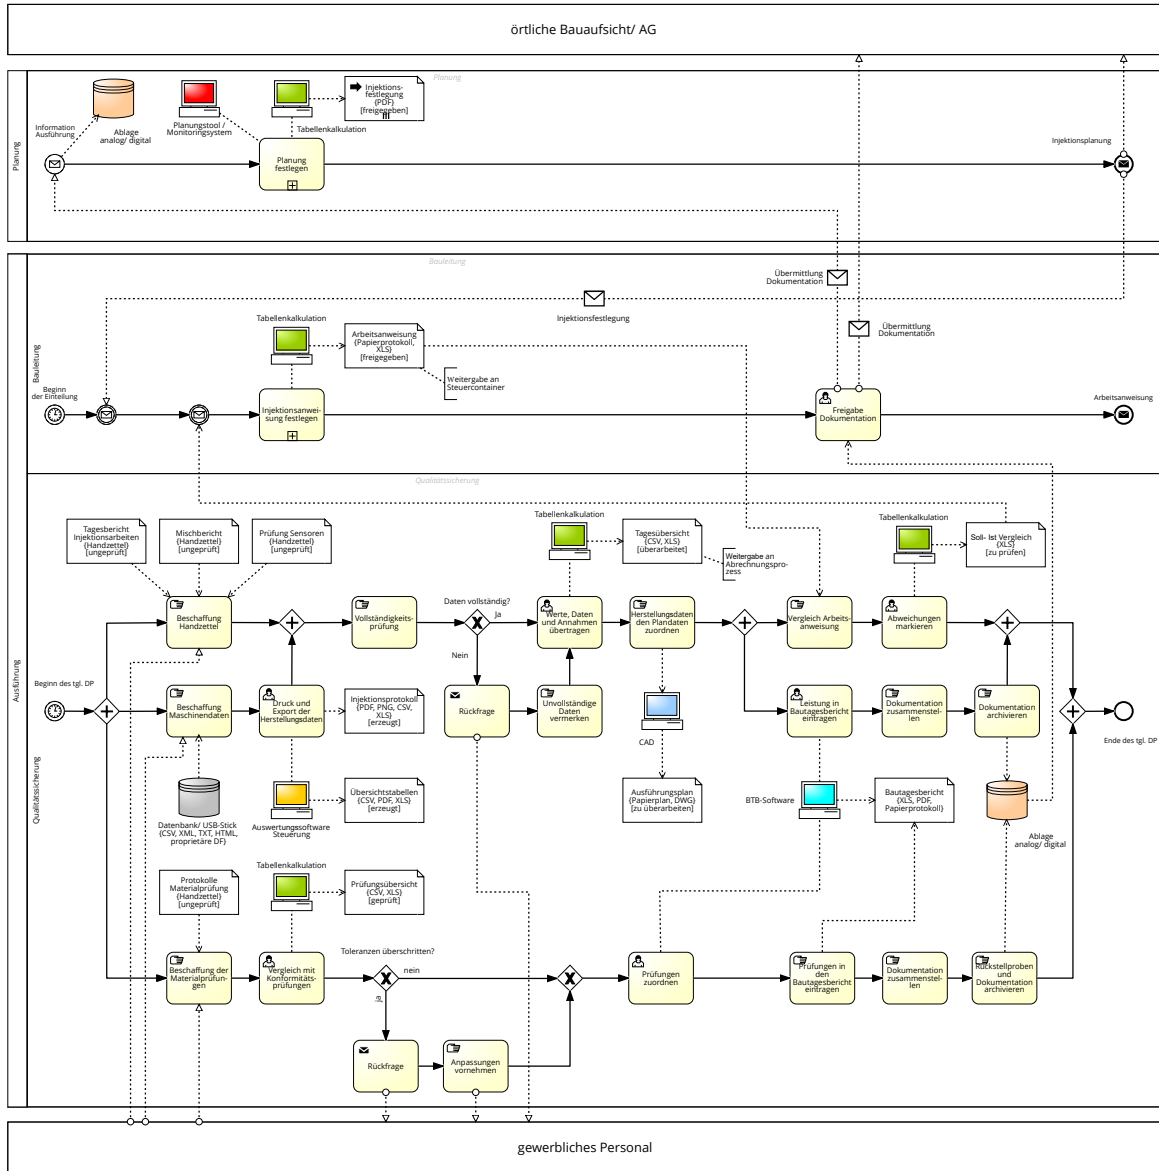 örtliche Bauaufsicht/ AG
Planung
Planung
Information
Ausführung
Ablage
analog/ digital
Planungstool /
Monitoringsystem
Tabellenkalkulation
Injektions-
festlegung
{PDF}
[freigegeben]
Planung
festlegen
Injektionsplanung
Bauleitung
Bauleitung
Übermittlung
Dokumentation
Injektionsfestlegung
Übermittlung
Dokumentation
Tabellenkalkulation
Arbeitsanweisung
{Papierprotokoll,
XLS}
[freigegeben]
Weitergabe an
Steuercontainer
Beginn
der Einteilung
Injektionsanwei-
sung festlegen
Freigabe
Dokumentation
Arbeitsanweisung
Ausführung
Qualitätssicherung
Qualitätssicherung
Tagesbericht
Injektionsarbeiten
{Handzettel}
[ungeprüft]
Mischbericht
{Handzettel}
[ungeprüft]
Prüfung Sensoren
{Handzettel}
[ungeprüft]
Tabellenkalkulation
Tagesübersicht
{CSV, XLS}
[überarbeitet]
Weitergabe an
Abrechnungspro-
zess
Tabellenkalkulation
Soll- Ist Vergleich
{XLS}
[zu prüfen]
Beschaffung
Handzettel
Vollständigkeits-
prüfung
Daten vollständig?
Ja
Nein
Werte, Daten
und Annahmen
übertragen
Herstellungsdaten
den Plandaten
zuordnen
Vergleich Arbeits-
anweisung
Abweichungen
markieren
Beginn des tgl. DP
Beschaffung
Maschinendaten
Druck und
Export der
Herstellungsdaten
Injektionsprotokoll
{PDF, PNG, CSV,
XLS}
[erzeugt]
Rückfrage
Unvollständige
Daten
vermerken
CAD
Leistung in
Bautagesbericht
eintragen
Dokumentation
zusammenstel-
len
Dokumentation
archivieren
Ende des tgl. DP
Datenbank/ USB-Stick
{CSV, XML, TXT, HTML,
proprietäre DF}
Auswertungssoftware
Steuerung
Übersichtstabellen
{CSV, PDF, XLS}
[erzeugt]
Ausführungsplan
{Papierplan, DWG}
[zu überarbeiten]
BTB-Software
Bautagesbericht
{XLS, PDF,
Papierprotokoll}
Ablage
analog/ digital
Protokolle
Materialprüfung
{Handzettel}
[ungeprüft]
Tabellenkalkulation
Prüfungsübersicht
{CSV, XLS}
[geprüft]
Beschaffung der
Materialprüfun-
gen
Vergleich mit
Konformitäts-
prüfungen
Toleranzen überschritten?
nein
ja
Prüfungen
zuordnen
Prüfungen in
den
Bautagesbericht
eintragen
Dokumentation
zusammenstel-
len
Rückstellproben
und
Dokumentation
archivieren
Rückfrage
Anpassungen
vornehmen
gewerbliches Personal